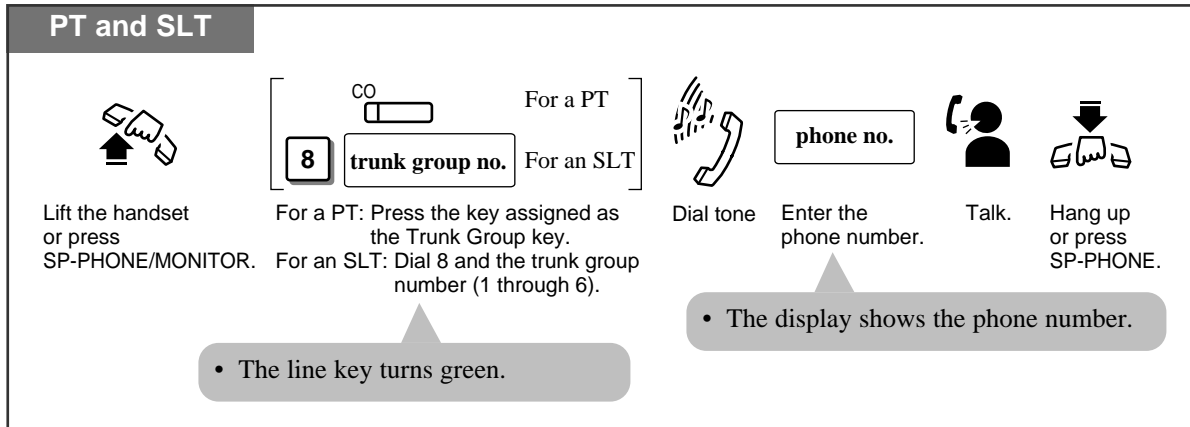 PT and SLT
CO
For a PT
8 trunk group no. For an SLT
phone no.
Lift the handset
or press
SP-PHONE/MONITOR.
For a PT: Press the key assigned as
the Trunk Group key.
For an SLT: Dial 8 and the trunk group
number (1 through 6).
Dial tone
Enter the
phone number.
Talk.
Hang up
or press
SP-PHONE.
• The display shows the phone number.
• The line key turns green.